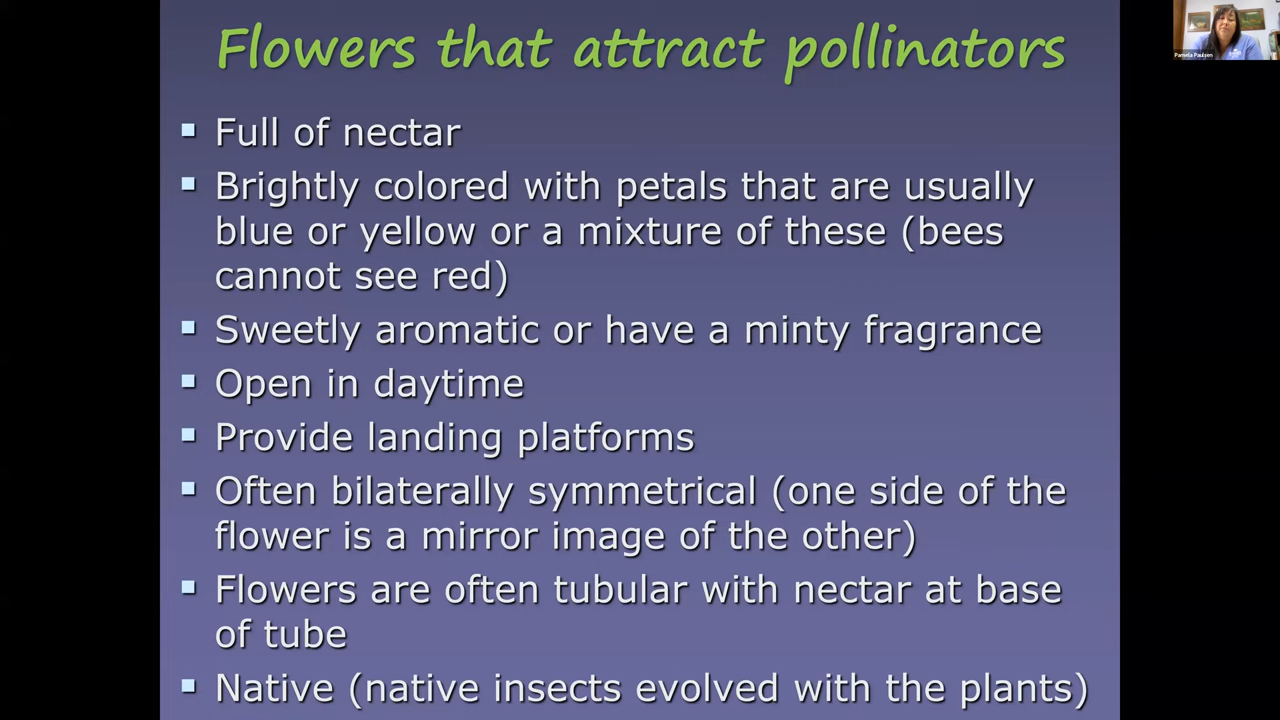 Flowers that attract pollinators
Pamela Paulsen
▪ Full of nectar
▪ Brightly colored with petals that are usually
blue or yellow or a mixture of these (bees
cannot see red)
▪ Sweetly aromatic or have a minty fragrance
▪ Open in daytime
▪ Provide landing platforms
▪ Often bilaterally symmetrical (one side of the
flower is a mirror image of the other)
▪ Flowers are often tubular with nectar at base
of tube
▪ Native (native insects evolved with the plants)